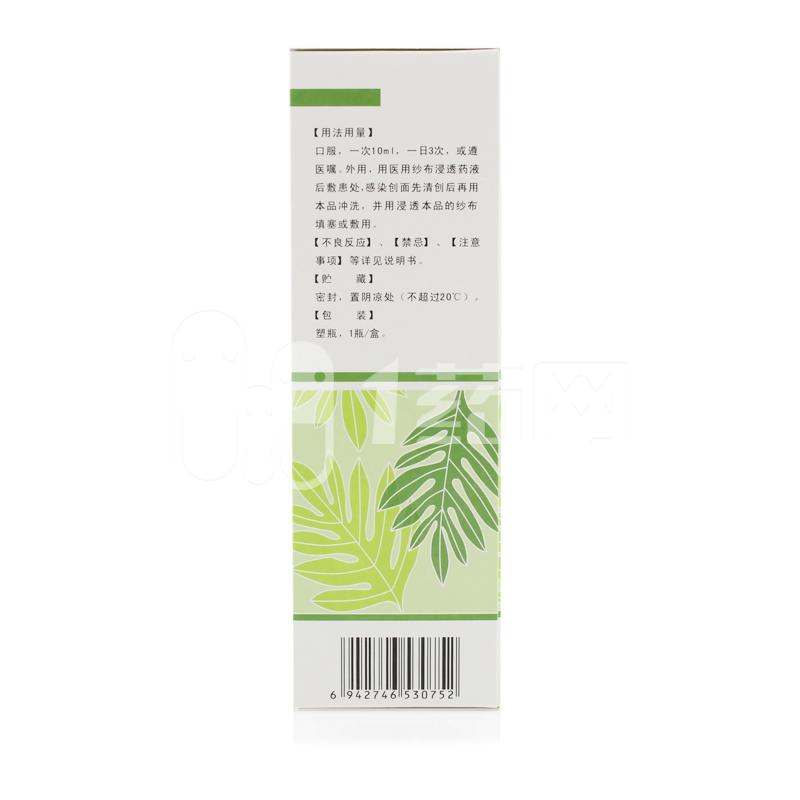 【用法用量】
口服，一次10ml，一日3次，或遵
医嘱。外用，用医用纱布浸透药液
后敷患处，感染创面先清创后再用
本品冲洗，并用浸透本品的纱布
填塞或敷用。
【不良反应】、【禁忌】、【注意
事项】等详见说明书。
【贮　　藏】
密封，置阴凉处（不超过20℃）。
【包　　装】
塑瓶，1瓶/盒。
1药网
6 942746 530752